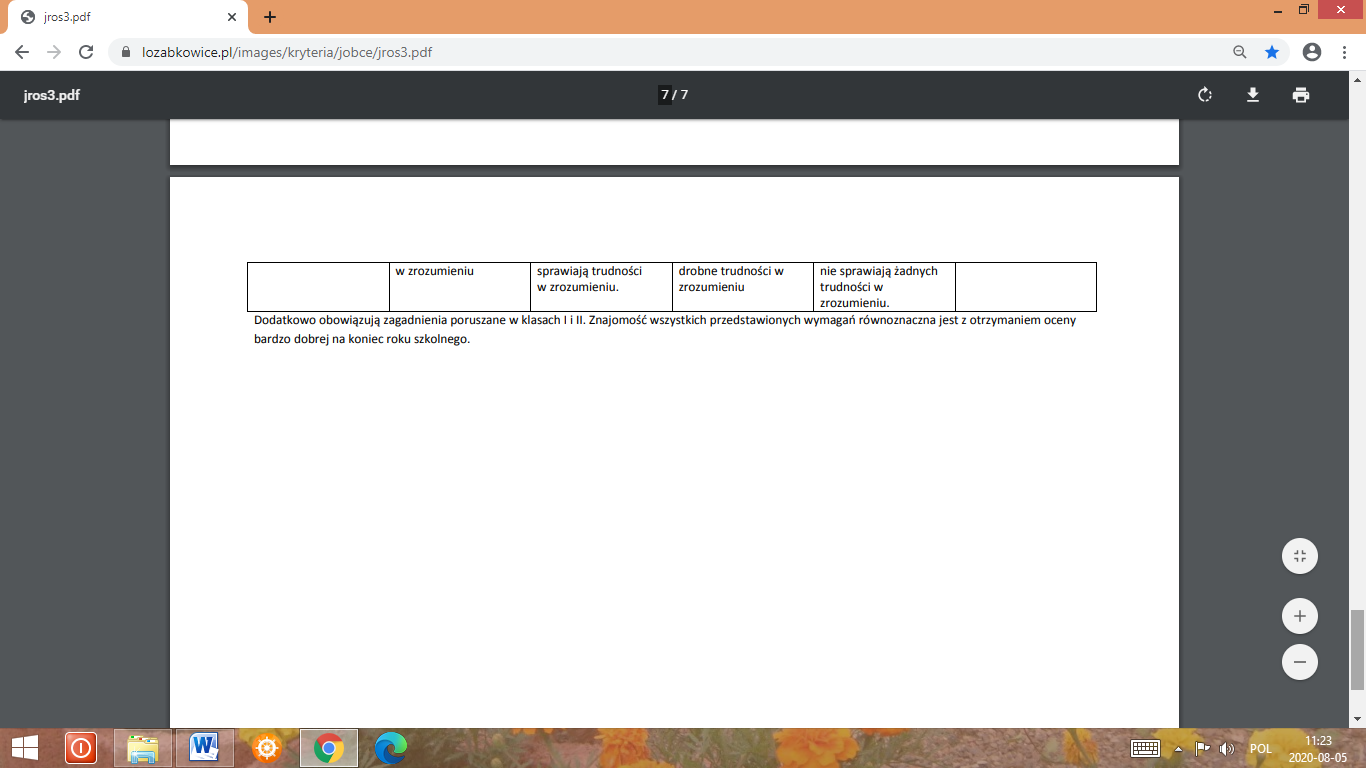 jros3.pdf
lozabkowice.pl/images/kryteria/jobce/jros3.pdf
jros3.pdf
7 / 7
w zrozumieniu
sprawiają trudności
w zrozumieniu.
drobne trudności w
zrozumieniu
nie sprawiają żadnych
trudności w
zrozumieniu.
Dodatkowo obowiązują zagadnienia poruszane w klasach I i II. Znajomość wszystkich przedstawionych wymagań równoznaczna jest z otrzymaniem oceny
bardzo dobrej na koniec roku szkolnego.
POL
11:23
2020-08-05